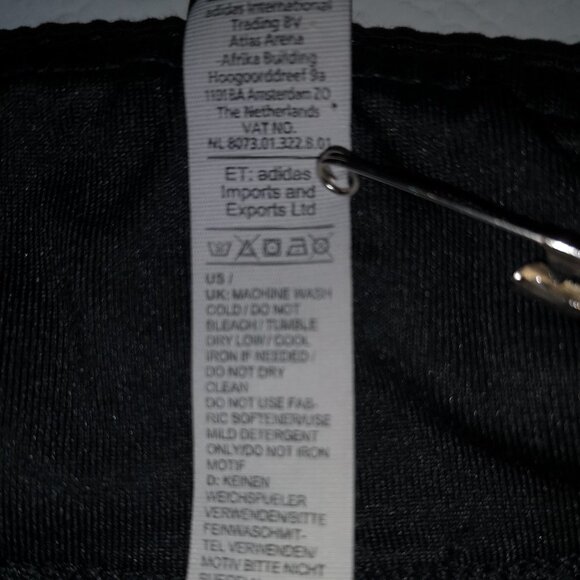 adidas International
Trading BV
Atlas Arena
-Afrika Building
Hoogoorddreef 9a
1101 BA Amsterdam ZO
The Netherlands
VAT NO.
NL 8073.01.322.B.01
ET: adidas
Imports and
Exports Ltd
US /
UK: MACHINE WASH
COLD / DO NOT
BLEACH / TUMBLE
DRY LOW / COOL
IRON IF NEEDED /
DO NOT DRY
CLEAN
DO NOT USE FAB-
RIC SOFTENER/USE
MILD DETERGENT
ONLY/DO NOT IRON
MOTIF
D: KEINEN
WEICHSPUELER
VERWENDEN/BITTE
FEINWASCHMIT-
TEL VERWENDEN/
MOTIV BITTE NICHT